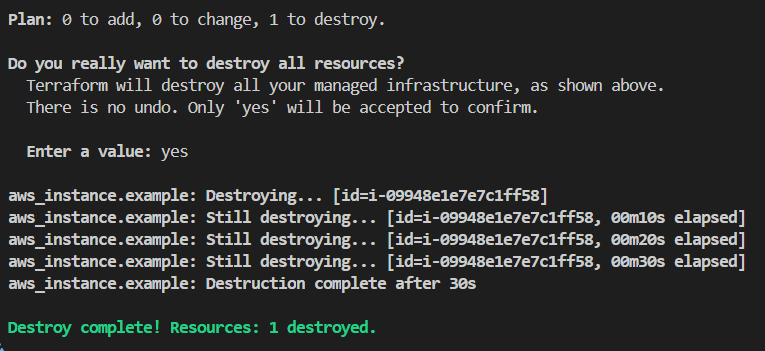 Plan: 0 to add, 0 to change, 1 to destroy.
Do you really want to destroy all resources?
Terraform will destroy all your managed infrastructure, as shown above.
There is no undo. Only 'yes' will be accepted to confirm.
Enter a value: yes
aws_instance.example: Destroying... [id=i-09948e1e7e7c1ff58]
aws_instance.example: Still destroying... [id=i-09948e1e7e7c1ff58, 00m10s elapsed]
aws_instance.example: Still destroying... [id=i-09948e1e7e7c1ff58, 00m20s elapsed]
aws_instance.example: Still destroying... [id=i-09948e1e7e7c1ff58, 00m30s elapsed]
aws_instance.example: Destruction complete after 30s
Destroy complete! Resources: 1 destroyed.